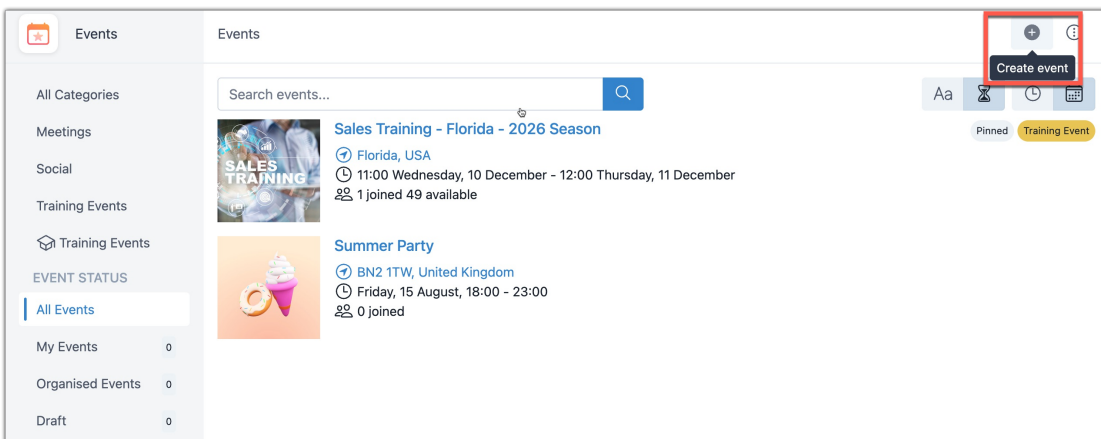 Events
Events
Create event
All Categories
Meetings
Social
Training Events
Training Events
EVENT STATUS
All Events
My Events 0
Organised Events 0
Draft 0
Search events...
Aa
SALES
TRAINING
Sales Training - Florida - 2026 Season
Pinned Training Event
Florida, USA
11:00 Wednesday, 10 December - 12:00 Thursday, 11 December
1 joined 49 available
Summer Party
BN2 1TW, United Kingdom
Friday, 15 August, 18:00 - 23:00
0 joined